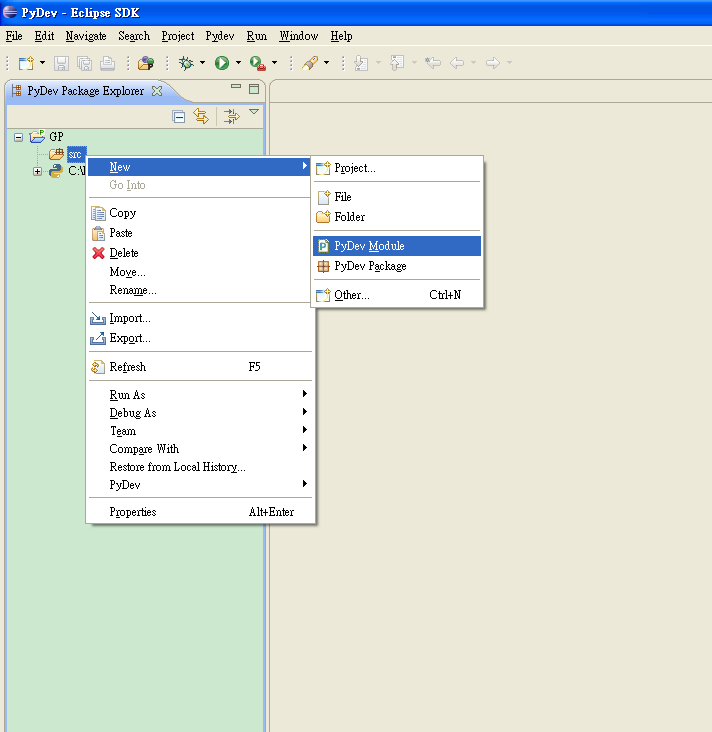 PyDev - Eclipse SDK
File Edit Navigate Search Project Pydev Run Window Help
PyDev Package Explorer
GP
src
C:\
New
Go Into
Copy
Paste
Delete
Move...
Rename...
Import...
Export...
Refresh F5
Run As
Debug As
Team
Compare With
Restore from Local History...
PyDev
Properties Alt+Enter
Project...
File
Folder
PyDev Module
PyDev Package
Other... Ctrl+N